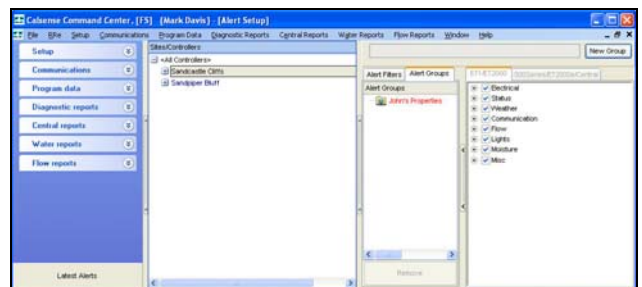 Calsense Command Center, [FS] (Mark Davis) - [Alert Setup]
File Setup Communications Program Data Diagnostic Reports Central Reports Water Reports Flow Reports Window Help
Setup
Communications
Program data
Diagnostic reports
Central reports
Water reports
Flow reports
Latest Alerts
Sites/Controllers
<All Controllers>
Sandcastle Cliffs
Sandpiper Bluff
New Group
Alert Filters Alert Groups
Alert Groups
John's Properties
Remove
Electrical
Status
Weather
Communication
Flow
Lights
Moisture
Misc